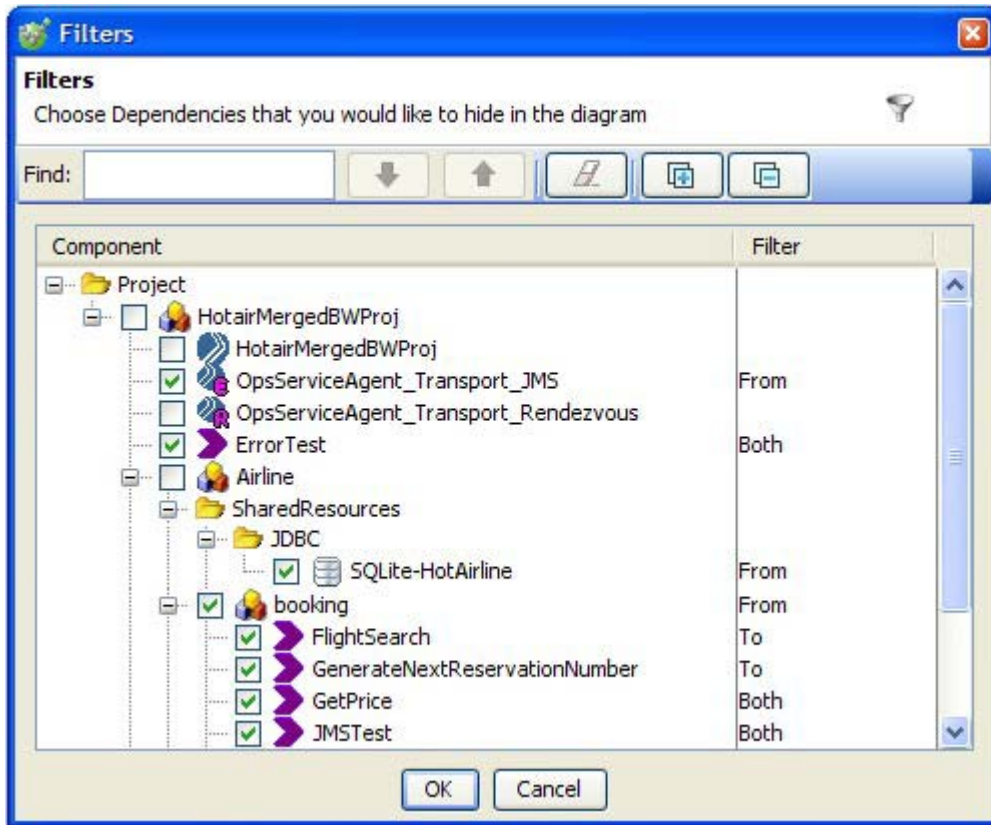 Filters
Filters
Choose Dependencies that you would like to hide in the diagram
Find:
Component Filter
Project
HotairMergedBWProj
HotairMergedBWProj
OpsServiceAgent_Transport_JMS From
OpsServiceAgent_Transport_Rendezvous
ErrorTest Both
Airline
SharedResources
JDBC
SQLite-HotAirline From
booking From
FlightSearch To
GenerateNextReservationNumber To
GetPrice Both
JMSTest Both
OK Cancel